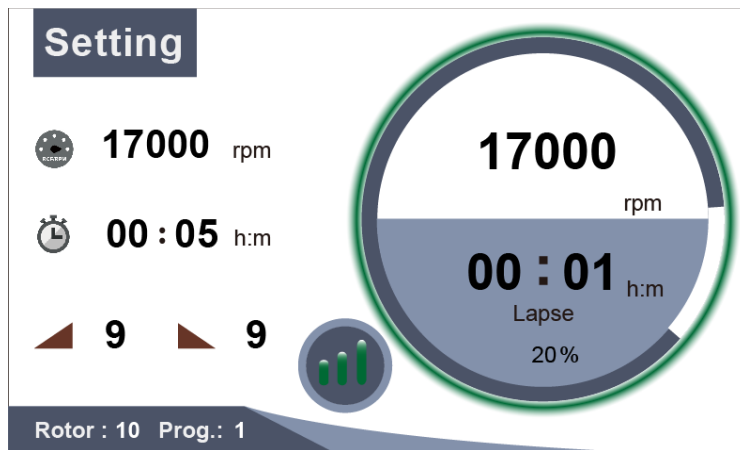 Setting
17000 rpm
00 : 05 h:m
9 9
Rotor : 10 Prog.: 1
17000
rpm
00 : 01 h:m
Lapse
20%